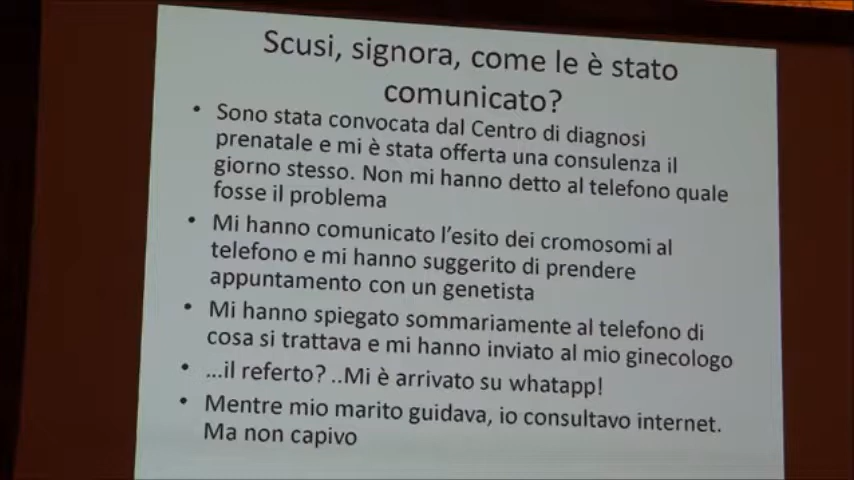 Scusi, signora, come le è stato
comunicato?
• Sono stata convocata dal Centro di diagnosi
prenatale e mi è stata offerta una consulenza il
giorno stesso. Non mi hanno detto al telefono quale
fosse il problema
• Mi hanno comunicato l'esito dei cromosomi al
telefono e mi hanno suggerito di prendere
appuntamento con un genetista
• Mi hanno spiegato sommariamente al telefono di
cosa si trattava e mi hanno inviato al mio ginecologo
• ...il referto? ..Mi è arrivato su whatapp!
• Mentre mio marito guidava, io consultavo internet.
Ma non capivo